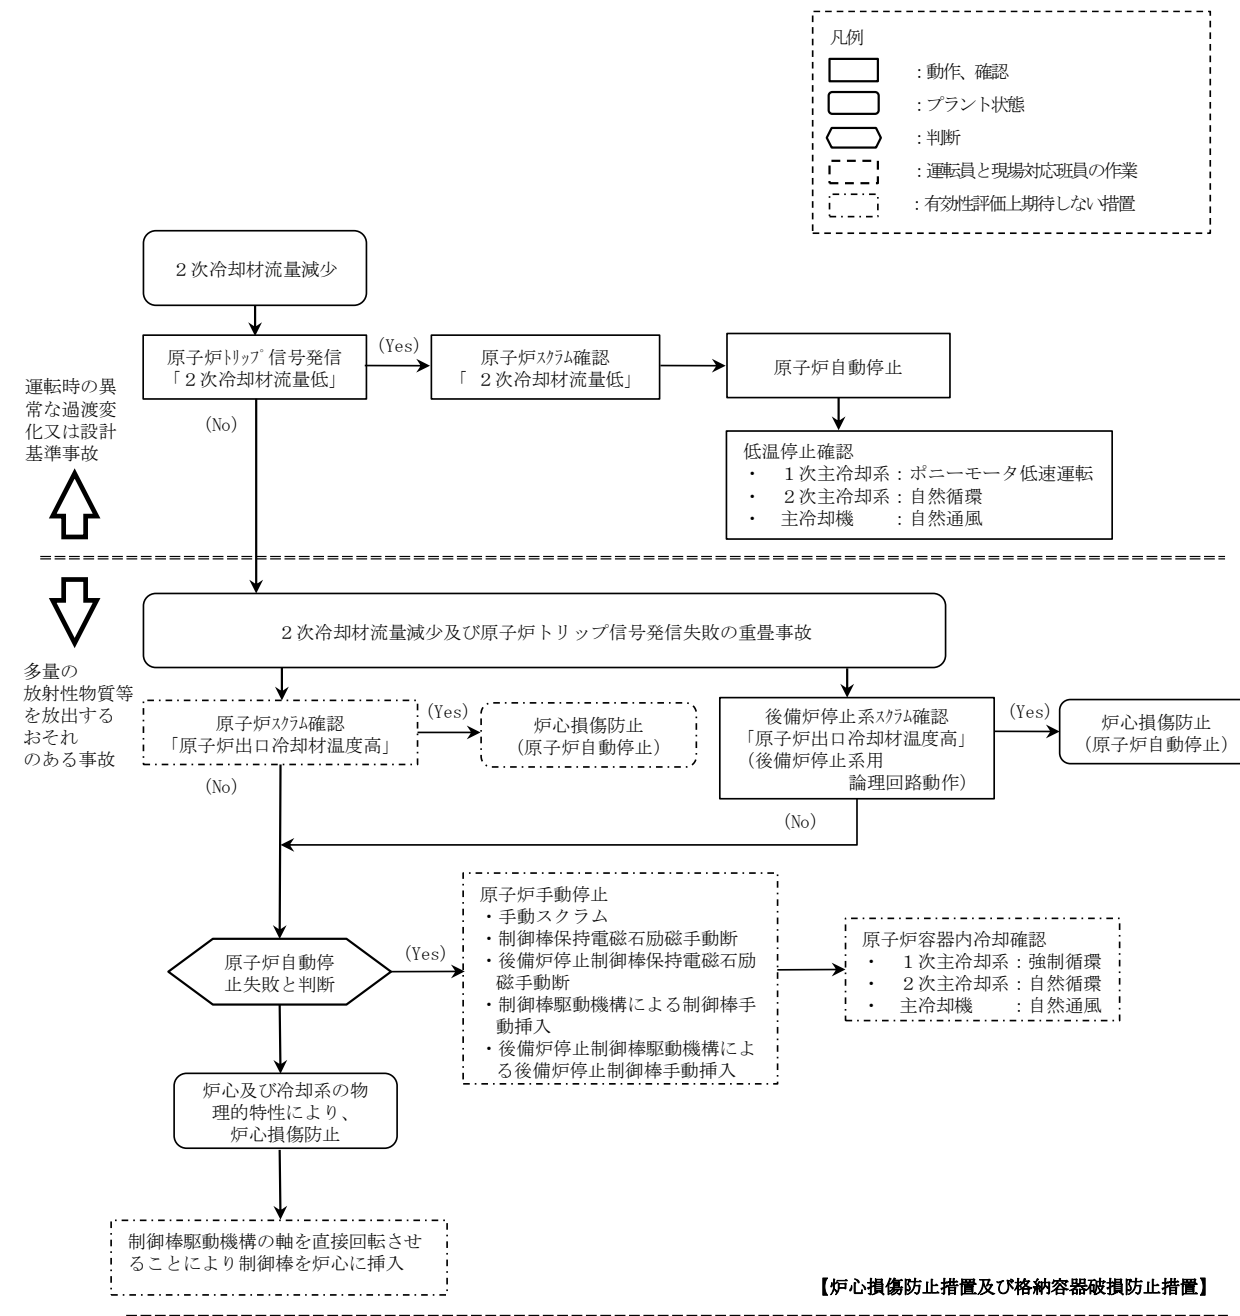 凡例
：動作、確認
：プラント状態
：判断
：運転員と現場対応班員の作業
：有効性評価上期待しない措置
２次冷却材流量減少
原子炉ﾄﾘｯﾌﾟ信号発信
「２次冷却材流量低」
(Yes)
原子炉ｽｸﾗﾑ確認
「 ２次冷却材流量低」
原子炉自動停止
(No)
運転時の異
常な過渡変
化又は設計
基準事故
低温停止確認
・ １次主冷却系：ポニーモータ低速運転
・ ２次主冷却系：自然循環
・ 主冷却機 ：自然通風
２次冷却材流量減少及び原子炉トリップ信号発信失敗の重畳事故
多量の
放射性物質等
を放出する
おそれ
のある事故
原子炉ｽｸﾗﾑ確認
「原子炉出口冷却材温度高」
(Yes)
炉心損傷防止
（原子炉自動停止）
後備炉停止系ｽｸﾗﾑ確認
「原子炉出口冷却材温度高」
（後備炉停止系用
論理回路動作）
(Yes)
炉心損傷防止
（原子炉自動停止）
(No)
(No)
原子炉自動停
止失敗と判断
(Yes)
原子炉手動停止
・手動スクラム
・制御棒保持電磁石励磁手動断
・後備炉停止制御棒保持電磁石励
磁手動断
・制御棒駆動機構による制御棒手
動挿入
・後備炉停止制御棒駆動機構によ
る後備炉停止制御棒手動挿入
原子炉容器内冷却確認
・ １次主冷却系：強制循環
・ ２次主冷却系：自然循環
・ 主冷却機 ：自然通風
炉心及び冷却系の物
理的特性により、
炉心損傷防止
制御棒駆動機構の軸を直接回転させ
ることにより制御棒を炉心に挿入
【炉心損傷防止措置及び格納容器破損防止措置】